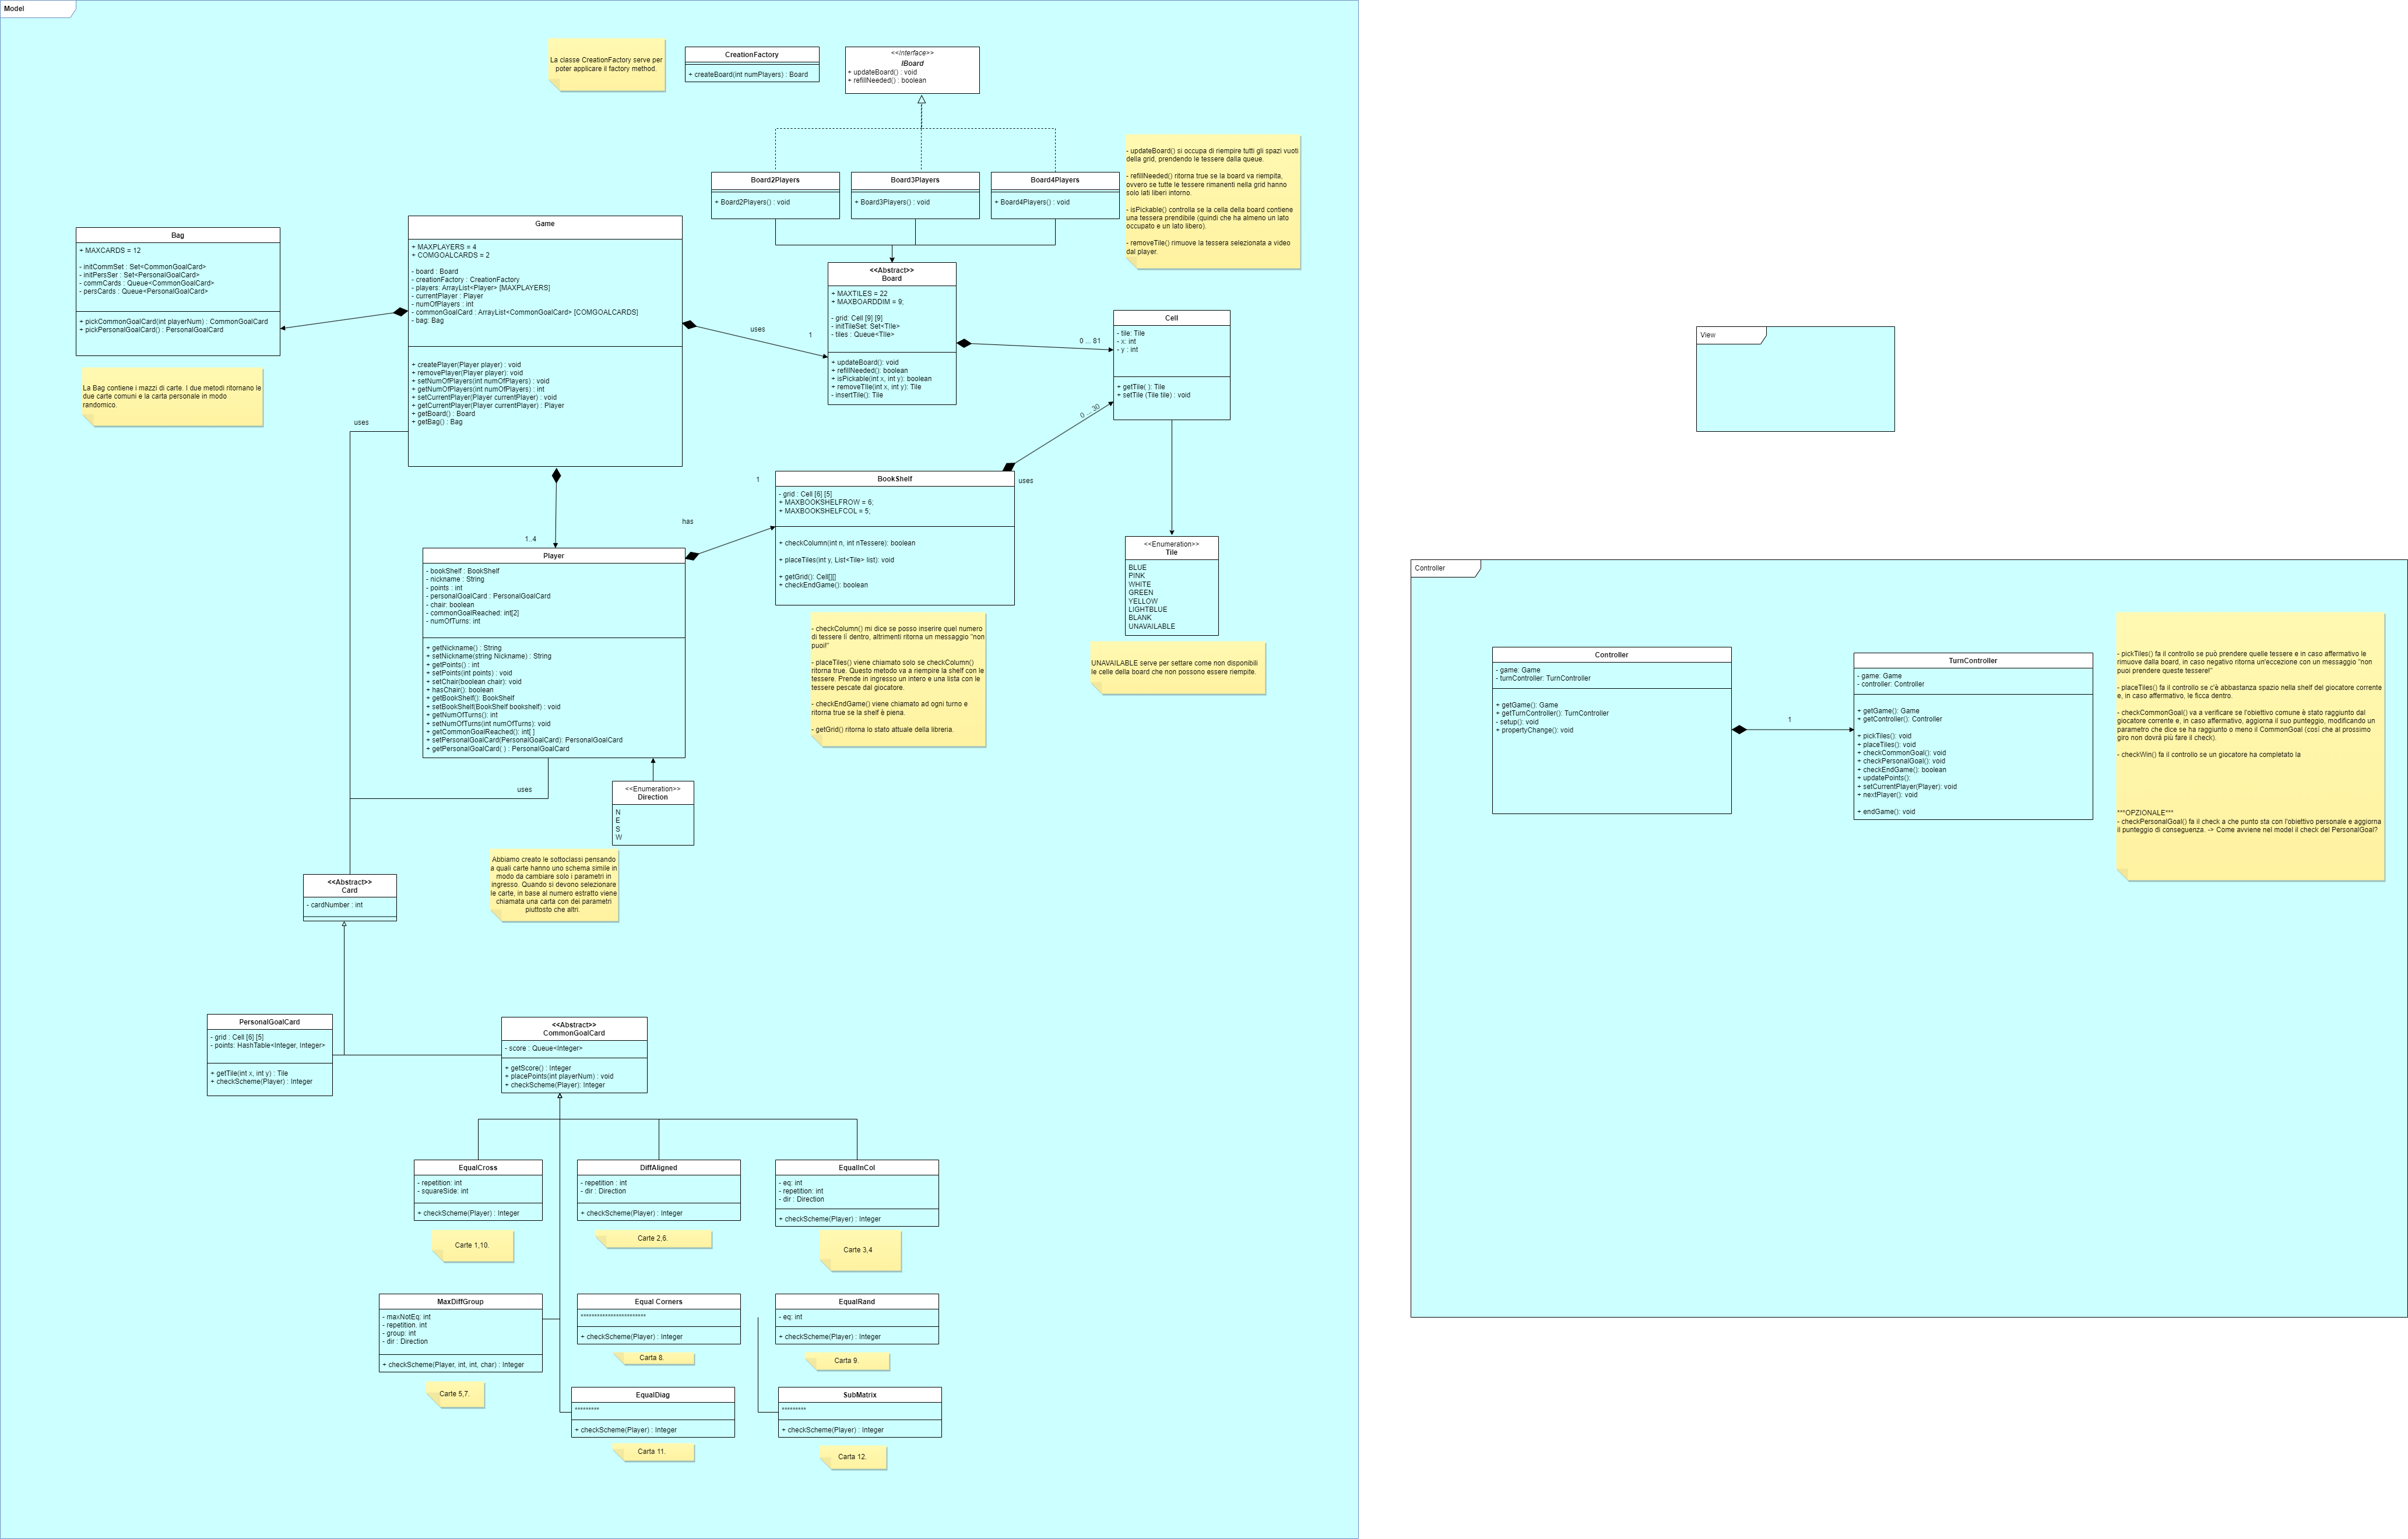 Model
La classe CreationFactory serve per
poter applicare il factory method.
CreationFactory
+ createBoard(int numPlayers) : Board
<<Interface>>
IBoard
+ updateBoard() : void
+ refillNeeded() : boolean
- updateBoard() si occupa di riempire tutti gli spazi vuoti
della grid, prendendo le tessere dalla queue.
- refillNeeded() ritorna true se la board va riempita,
ovvero se tutte le tessere rimanenti nella grid hanno
solo lati liberi intorno.
- isPickable() controlla se la cella della board contiene
una tessera prendibile (quindi che ha almeno un lato
occupato e un lato libero).
- removeTile() rimuove la tessera selezionata a video
dal player.
Board2Players
+ Board2Players() : void
Board3Players
+ Board3Players() : void
Board4Players
+ Board4Players() : void
Bag
+ MAXCARDS = 12
- initCommSet : Set<CommonGoalCard>
- initPersSer : Set<PersonalGoalCard>
- commCards : Queue<CommonGoalCard>
- persCards : Queue<PersonalGoalCard>
+ pickCommonGoalCard(int playerNum) : CommonGoalCard
+ pickPersonalGoalCard() : PersonalGoalCard
La Bag contiene i mazzi di carte. I due metodi ritornano le
due carte comuni e la carta personale in modo
randomico.
Game
+ MAXPLAYERS = 4
+ COMGOALCARDS = 2
- board : Board
- creationFactory : CreationFactory
- players: ArrayList<Player> [MAXPLAYERS]
- currentPlayer : Player
- numOfPlayers : int
- commonGoalCard : ArrayList<CommonGoalCard> [COMGOALCARDS]
- bag: Bag
+ createPlayer(Player player) : void
+ removePlayer(Player player): void
+ setNumOfPlayers(int numOfPlayers) : void
+ getNumOfPlayers(int numOfPlayers) : int
+ setCurrentPlayer(Player currentPlayer) : void
+ getCurrentPlayer(Player currentPlayer) : Player
+ getBoard() : Board
+ getBag() : Bag
uses
1
uses
<<Abstract>>
Board
+ MAXTILES = 22
+ MAXBOARDDIM = 9;
- grid: Cell [9] [9]
- initTileSet: Set<TIle>
- tiles : Queue<TIle>
+ updateBoard(): void
+ refillNeeded(): boolean
+ isPickable(int x, int y): boolean
+ removeTIle(int x, int y): Tile
- insertTile(): Tile
0 ... 81
Cell
- tile: Tile
- x: int
- y : int
+ getTile( ): Tile
+ setTile (Tile tile) : void
0 ... 30
uses
1
has
1..4
BookShelf
- grid : Cell [6] [5]
+ MAXBOOKSHELFROW = 6;
+ MAXBOOKSHELFCOL = 5;
+ checkColumn(int n, int nTessere): boolean
+ placeTiles(int y, List<Tile> list): void
+ getGrid(): Cell[][]
+ checkEndGame(): boolean
- checkColumn() mi dice se posso inserire quel numero
di tessere lì dentro, altrimenti ritorna un messaggio "non
puoi!"
- placeTiles() viene chiamato solo se checkColumn()
ritorna true. Questo metodo va a riempire la shelf con le
tessere. Prende in ingresso un intero e una lista con le
tessere pescate dal giocatore.
- checkEndGame() viene chiamato ad ogni turno e
ritorna true se la shelf è piena.
- getGrid() ritorna lo stato attuale della libreria.
<<Enumeration>>
Tile
BLUE
PINK
WHITE
GREEN
YELLOW
LIGHTBLUE
BLANK
UNAVAILABLE
UNAVAILABLE serve per settare come non disponibili
le celle della board che non possono essere riempite.
Player
- bookShelf : BookShelf
- nickname : String
- points : int
- personalGoalCard : PersonalGoalCard
- chair: boolean
- commonGoalReached: int[2]
- numOfTurns: int
+ getNickname() : String
+ setNickname(string Nickname) : String
+ getPoints() : int
+ setPoints(int points) : void
+ setChair(boolean chair): void
+ hasChair(): boolean
+ getBookShelf(): BookShelf
+ setBookShelf(BookShelf bookshelf) : void
+ getNumOfTurns(): int
+ setNumOfTurns(int numOfTurns): void
+ getCommonGoalReached(): int[ ]
+ setPersonalGoalCard(PersonalGoalCard): PersonalGoalCard
+ getPersonalGoalCard( ) : PersonalGoalCard
uses
<<Enumeration>>
Direction
N
E
S
W
Abbiamo creato le sottoclassi pensando
a quali carte hanno uno schema simile in
modo da cambiare solo i parametri in
ingresso. Quando si devono selezionare
le carte, in base al numero estratto viene
chiamata una carta con dei parametri
piuttosto che altri.
<<Abstract>>
Card
- cardNumber : int
PersonalGoalCard
- grid : Cell [6] [5]
- points: HashTable<Integer, Integer>
+ getTile(int x, int y) : Tile
+ checkScheme(Player) : Integer
<<Abstract>>
CommonGoalCard
- score : Queue<Integer>
+ getScore() : Integer
+ placePoints(int playerNum) : void
+ checkScheme(Player): Integer
EqualCross
- repetition: int
- squareSide: int
+ checkScheme(Player) : Integer
Carte 1,10.
DiffAligned
- repetition : int
- dir : Direction
+ checkScheme(Player) : Integer
Carte 2,6.
EqualInCol
- eq: int
- repetition: int
- dir : Direction
+ checkScheme(Player) : Integer
Carte 3,4
MaxDiffGroup
- maxNotEq: int
- repetition. int
- group: int
- dir : Direction
+ checkScheme(Player, int, int, char) : Integer
Carte 5,7.
Equal Corners
************************
+ checkScheme(Player) : Integer
Carta 8.
EqualRand
- eq: int
+ checkScheme(Player) : Integer
Carta 9.
EqualDiag
*********
+ checkScheme(Player) : Integer
Carta 11.
SubMatrix
*********
+ checkScheme(Player) : Integer
Carta 12.
View
Controller
Controller
- game: Game
- turnController: TurnController
+ getGame(): Game
+ getTurnController(): TurnController
- setup(): void
+ propertyChange(): void
1
TurnController
- game: Game
- controller: Controller
+ getGame(): Game
+ getController(): Controller
+ pickTiles(): void
+ placeTiles(): void
+ checkCommonGoal(): void
+ checkPersonalGoal(): void
+ checkEndGame(): boolean
+ updatePoints():
+ setCurrentPlayer(Player): void
+ nextPlayer(): void
+ endGame(): void
- pickTiles() fa il controllo se può prendere quelle tessere e in caso affermativo le
rimuove dalla board, in caso negativo ritorna un'eccezione con un messaggio "non
puoi prendere queste tessere!"
- placeTiles() fa il controllo se c'è abbastanza spazio nella shelf del giocatore corrente
e, in caso affermativo, le ficca dentro.
- checkCommonGoal() va a verificare se l'obiettivo comune è stato raggiunto dal
giocatore corrente e, in caso affermativo, aggiorna il suo punteggio, modificando un
parametro che dice se ha raggiunto o meno il CommonGoal (così che al prossimo
giro non dovrà più fare il check).
- checkWin() fa il controllo se un giocatore ha completato la
***OPZIONALE***
- checkPersonalGoal() fa il check a che punto sta con l'obiettivo personale e aggiorna
il punteggio di conseguenza. -> Come avviene nel model il check del PersonalGoal?